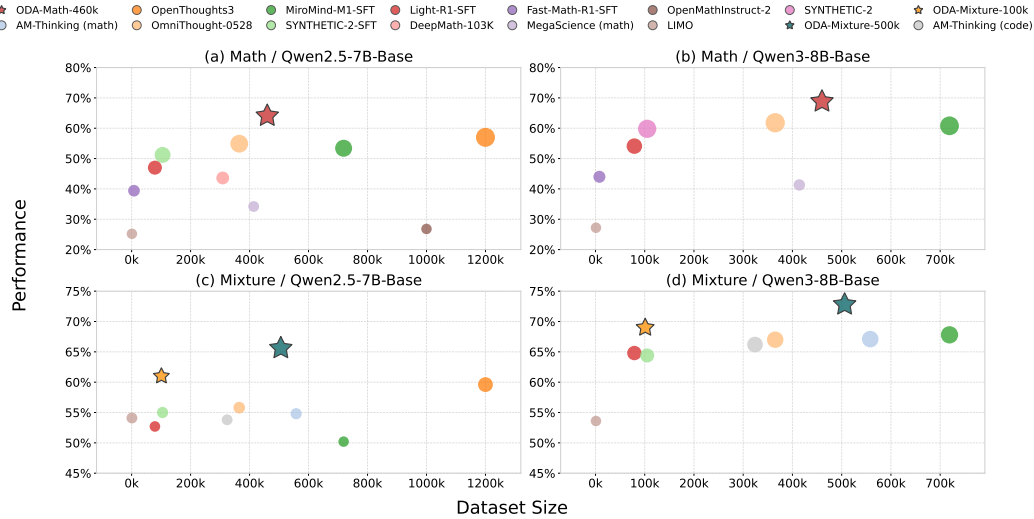 ODA-Math-460k OpenThoughts3 MiroMind-M1-SFT Light-R1-SFT Fast-Math-R1-SFT OpenMathInstruct-2 SYNTHETIC-2 ODA-Mixture-100k
AM-Thinking (math) OmniThought-0528 SYNTHETIC-2-SFT DeepMath-103K MegaScience (math) LIMO ODA-Mixture-500k AM-Thinking (code)
(a) Math / Qwen2.5-7B-Base
80%
70%
60%
50%
40%
30%
20%
0k 200k 400k 600k 800k 1000k 1200k
(b) Math / Qwen3-8B-Base
80%
70%
60%
50%
40%
30%
20%
0k 100k 200k 300k 400k 500k 600k 700k
Performance
(c) Mixture / Qwen2.5-7B-Base
75%
70%
65%
60%
55%
50%
45%
0k 200k 400k 600k 800k 1000k 1200k
(d) Mixture / Qwen3-8B-Base
75%
70%
65%
60%
55%
50%
45%
0k 100k 200k 300k 400k 500k 600k 700k
Dataset Size